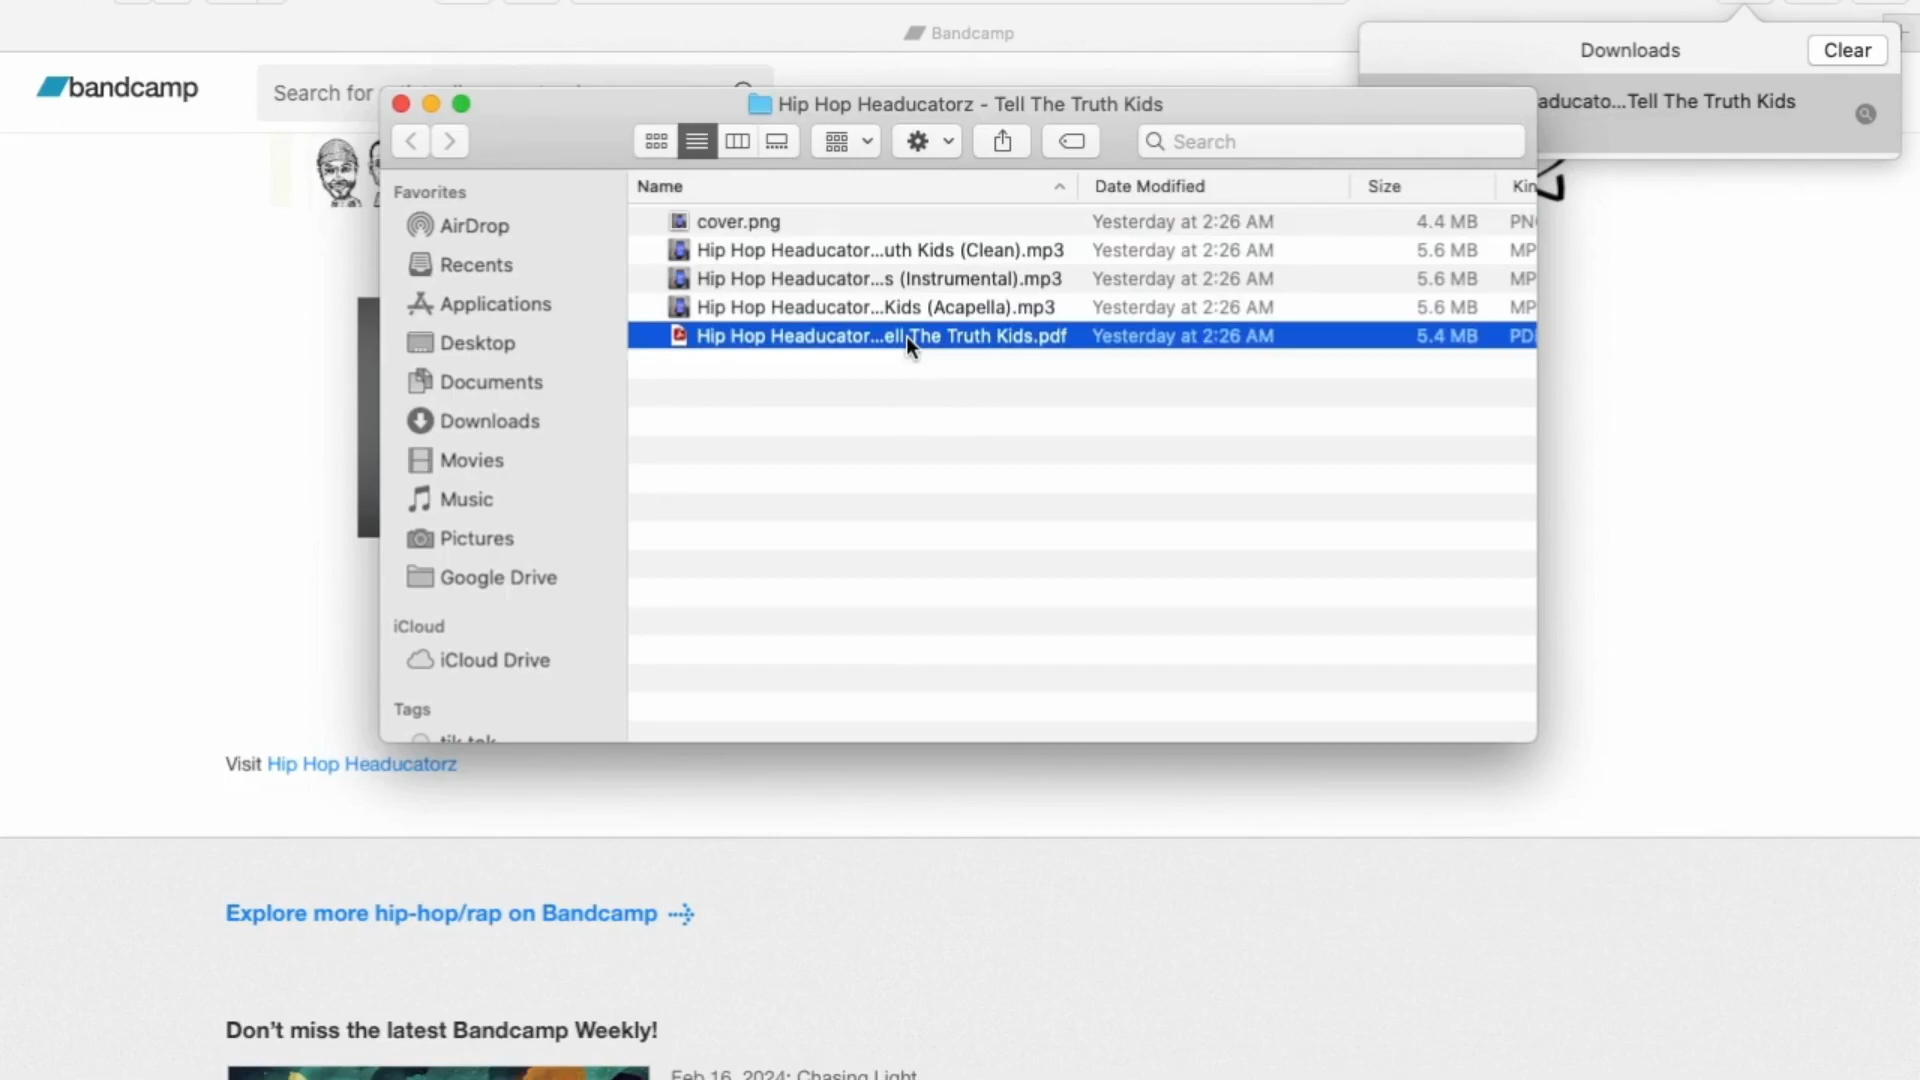 Bandcamp
Downloads
Clear
bandcamp
Search for
aducato...Tell The Truth Kids
Hip Hop Headucatorz - Tell The Truth Kids
Search
Favorites
AirDrop
Recents
Applications
Desktop
Documents
Downloads
Movies
Music
Pictures
Google Drive
iCloud
iCloud Drive
Tags
tik tok
Name Date Modified Size Kin
cover.png Yesterday at 2:26 AM 4.4 MB PN
Hip Hop Headucator...uth Kids (Clean).mp3 Yesterday at 2:26 AM 5.6 MB MP
Hip Hop Headucator...s (Instrumental).mp3 Yesterday at 2:26 AM 5.6 MB MP
Hip Hop Headucator...Kids (Acapella).mp3 Yesterday at 2:26 AM 5.6 MB MP
Hip Hop Headucator...ell The Truth Kids.pdf Yesterday at 2:26 AM 5.4 MB PD
Visit Hip Hop Headucatorz
Explore more hip-hop/rap on Bandcamp
Don't miss the latest Bandcamp Weekly!
Feb 16, 2024: Chasing Light